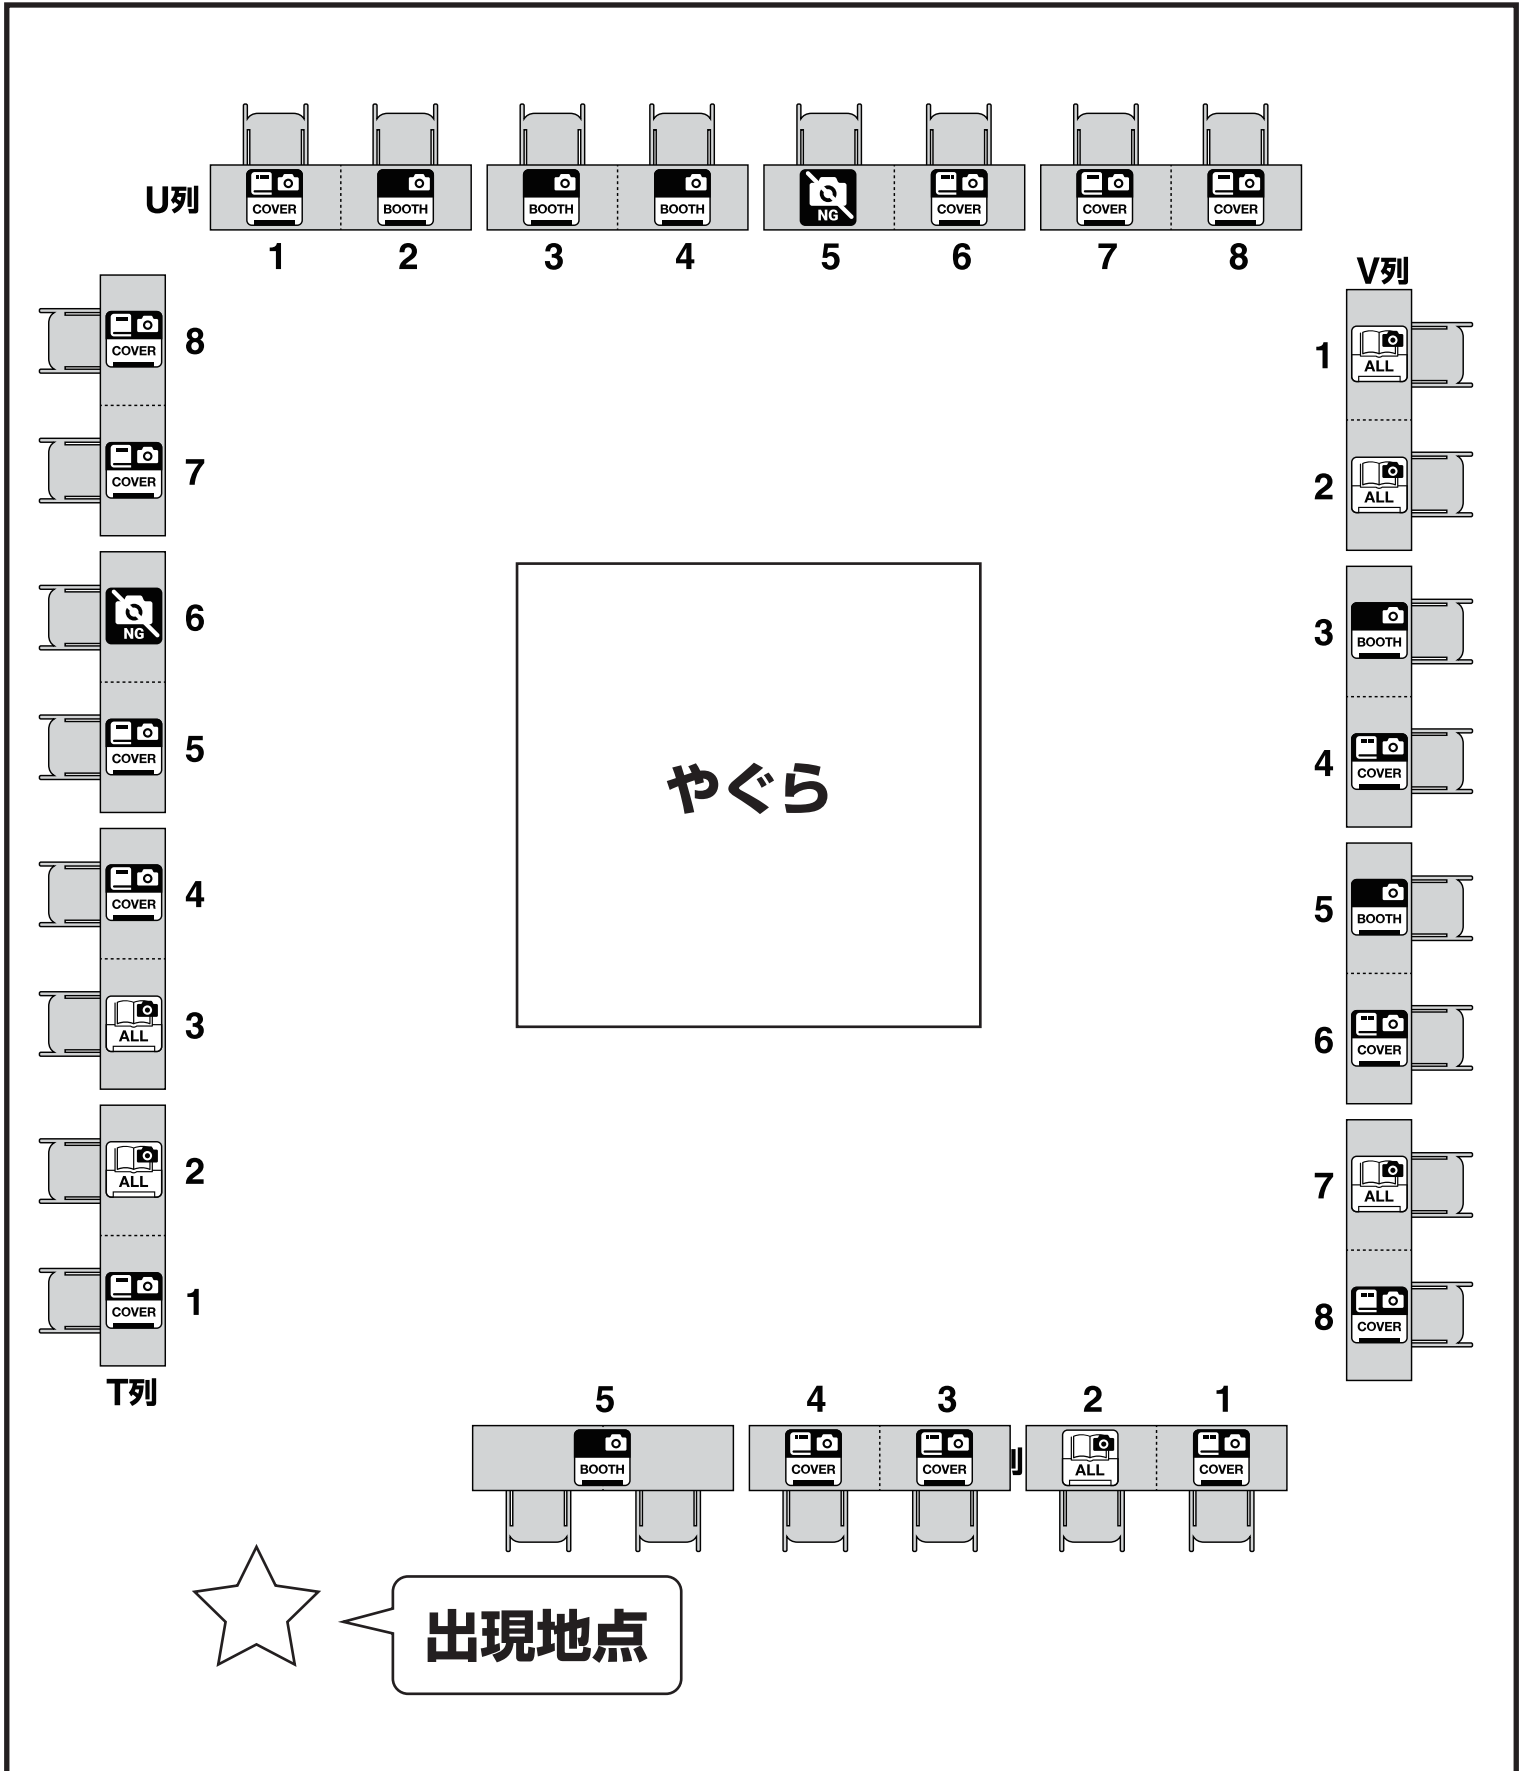 U列
COVER
BOOTH
BOOTH
BOOTH
NG
COVER
COVER
COVER
1 2 3 4 5 6 7 8
COVER 8
COVER 7
NG 6
COVER 5
COVER 4
ALL 3
ALL 2
COVER 1
T列
V列
1 ALL
2 ALL
3 BOOTH
4 COVER
5 BOOTH
6 COVER
7 ALL
8 COVER
やぐら
5 4 3 2 1
BOOTH
COVER
COVER
ALL
COVER
出現地点